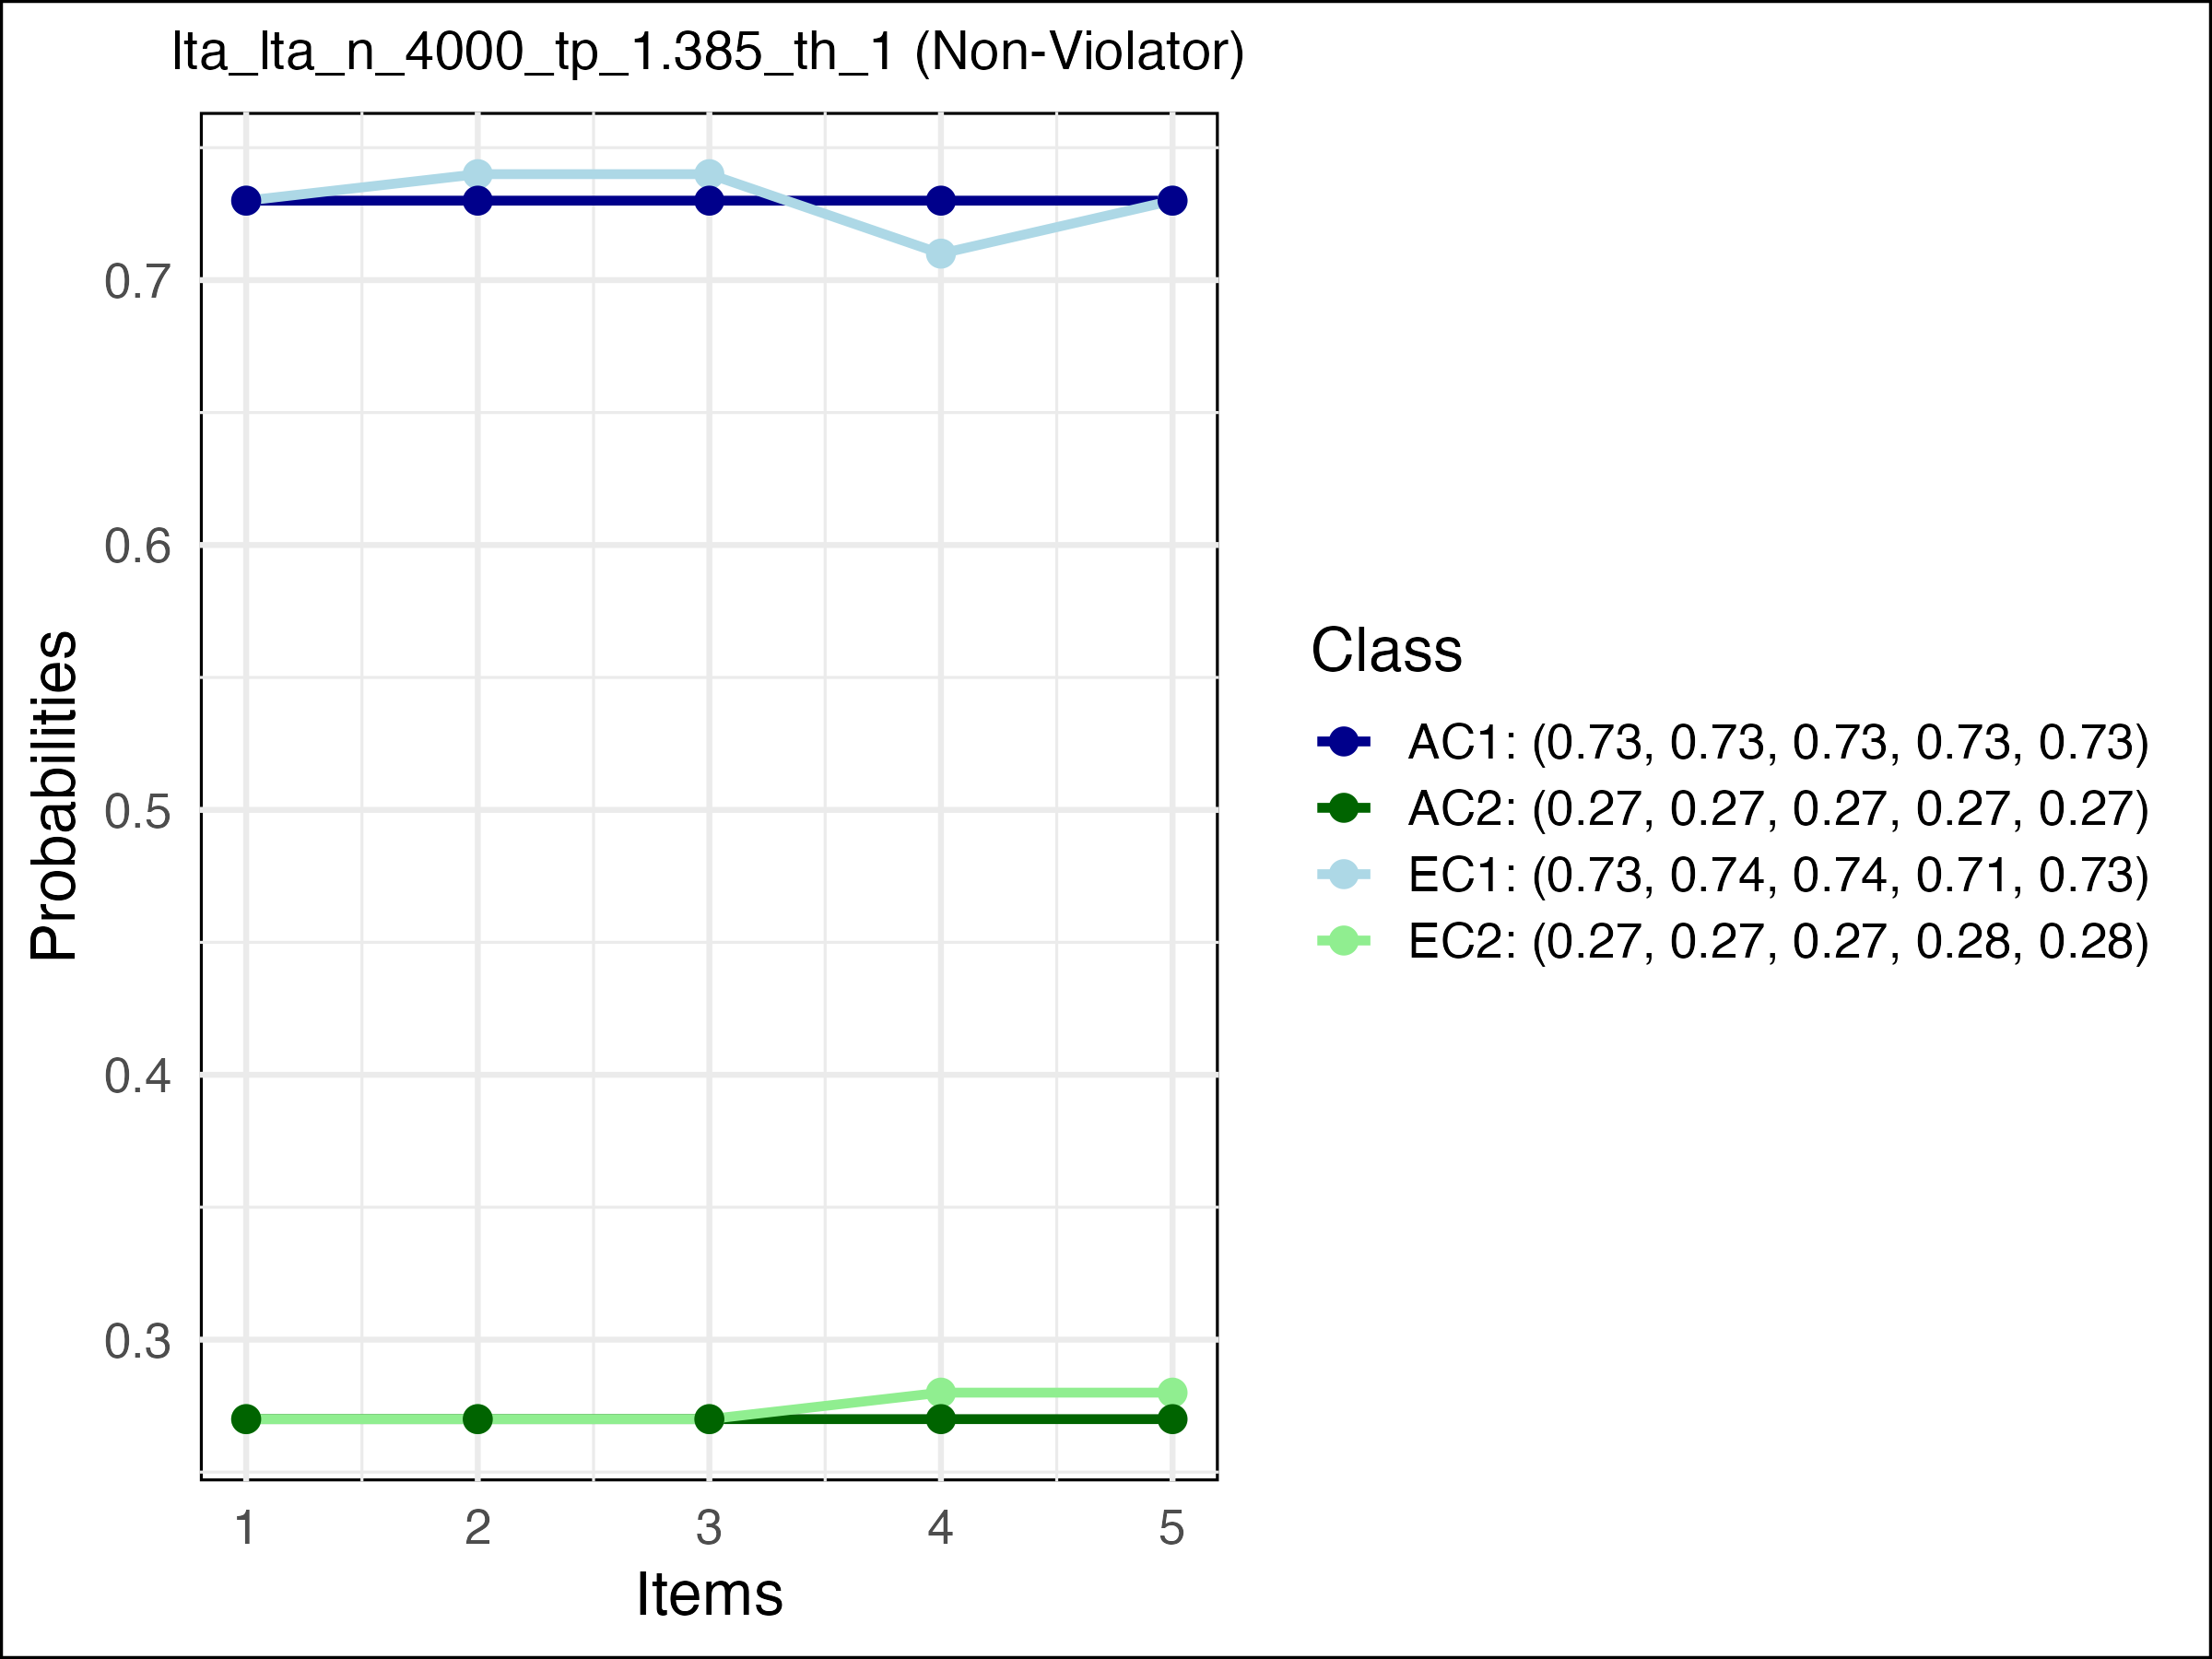 lta_lta_n_4000_tp_1.385_th_1 (Non-Violator)
Probabilities
0.7
0.6
0.5
0.4
0.3
1 2 3 4 5
Items
Class
AC1: (0.73, 0.73, 0.73, 0.73, 0.73)
AC2: (0.27, 0.27, 0.27, 0.27, 0.27)
EC1: (0.73, 0.74, 0.74, 0.71, 0.73)
EC2: (0.27, 0.27, 0.27, 0.28, 0.28)